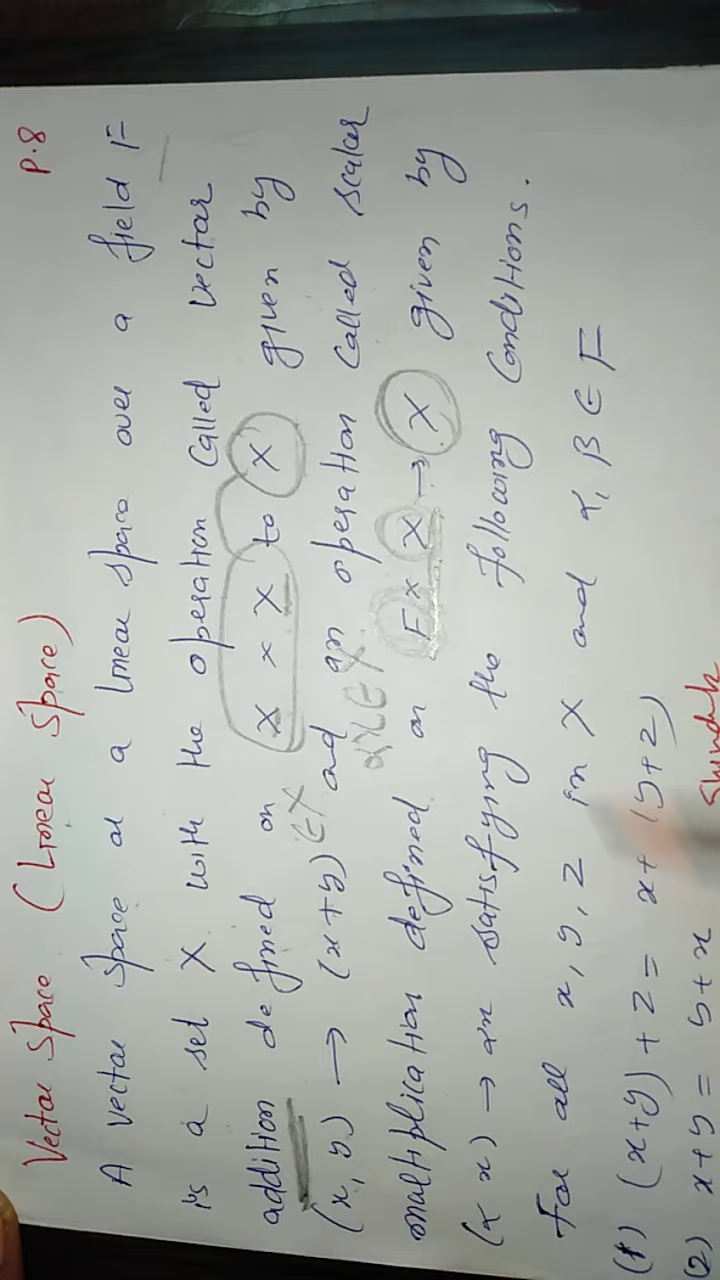 P.8
Vector Space (Linear Space)
A vector space or a linear space over a field F
is a set X with the operation called vector
addition defined on X × X to X given by
(x, y) → (x+y) ∈ X and an operation called scalar
αx ∈ X
multiplication defined on F × X → X given by
(α x) → αx satisfying the following conditions.
For all x, y, z in X and α, β ∈ F
(1) (x+y) + z = x + (y+z)
(2) x+y = y+x